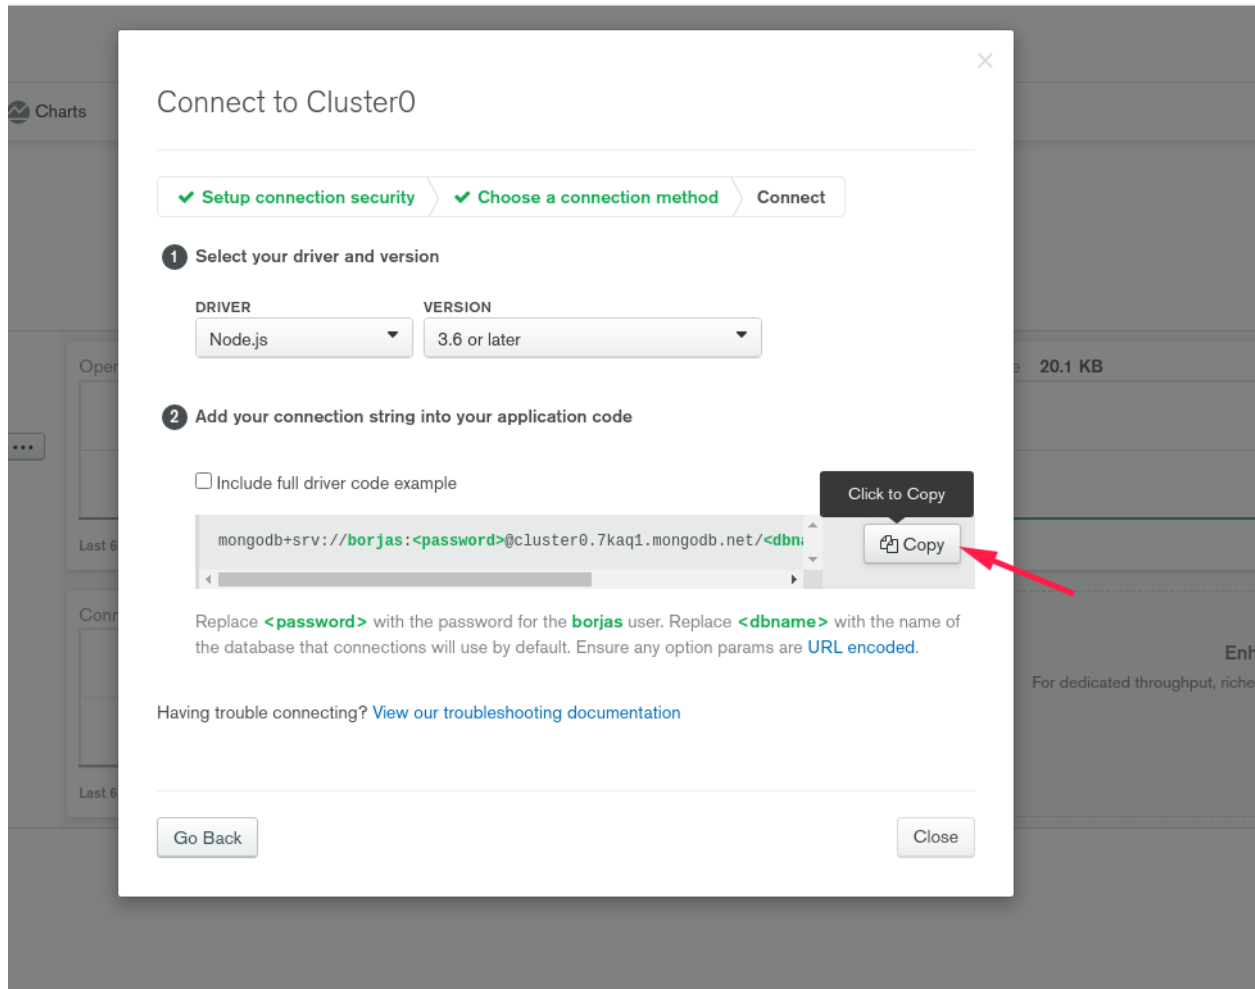 Connect to Cluster0
Charts
Setup connection security
Choose a connection method
Connect
1 Select your driver and version
DRIVER
VERSION
Node.js
3.6 or later
20.1 KB
2 Add your connection string into your application code
...
Include full driver code example
Click to Copy
mongodb+srv://borjas:<password>@cluster0.7kaq1.mongodb.net/<dbna
Copy
Last 6
Replace <password> with the password for the borjas user. Replace <dbname> with the name of
the database that connections will use by default. Ensure any option params are URL encoded.
For dedicated throughput, riche
Having trouble connecting? View our troubleshooting documentation
Last 6
Go Back
Close